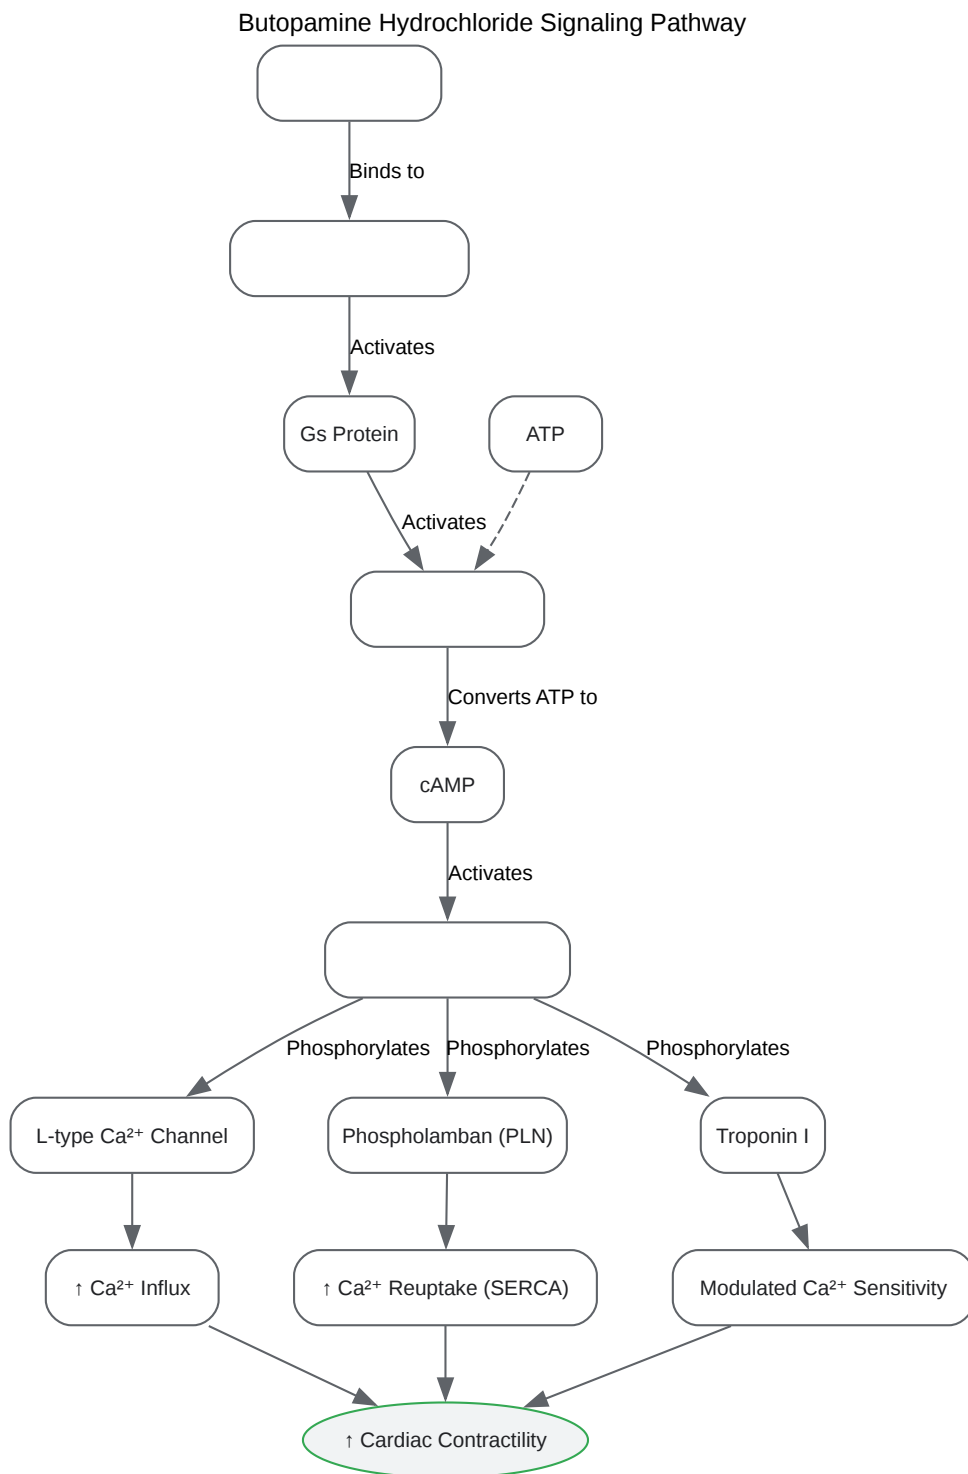 Butopamine Hydrochloride Signaling Pathway
Binds to
Activates
Gs Protein
ATP
Activates
Converts ATP to
cAMP
Activates
Phosphorylates
Phosphorylates
Phosphorylates
L-type Ca²⁺ Channel
Phospholamban (PLN)
Troponin I
↑ Ca²⁺ Influx
↑ Ca²⁺ Reuptake (SERCA)
Modulated Ca²⁺ Sensitivity
↑ Cardiac Contractility